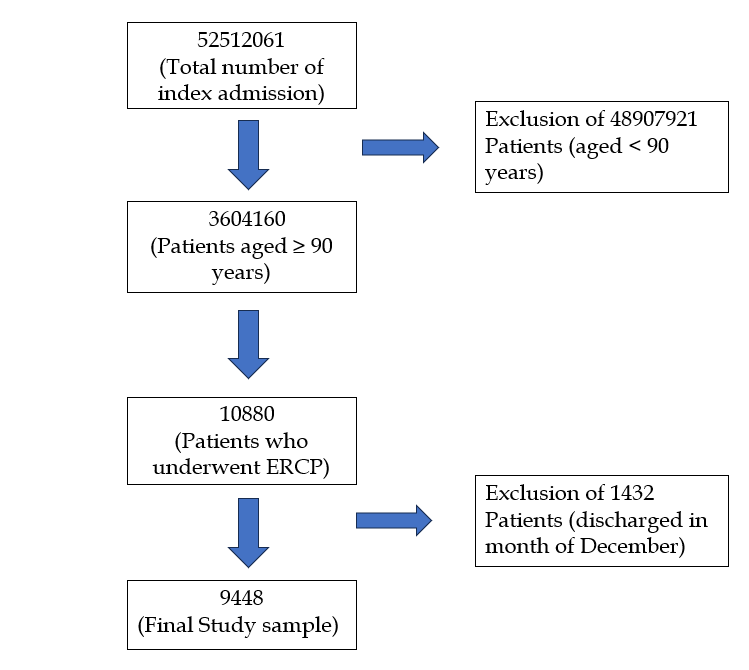 52512061
(Total number of
index admission)
Exclusion of 48907921
Patients (aged < 90
years)
3604160
(Patients aged ≥ 90
years)
10880
(Patients who
underwent ERCP)
Exclusion of 1432
Patients (discharged in
month of December)
9448
(Final Study sample)